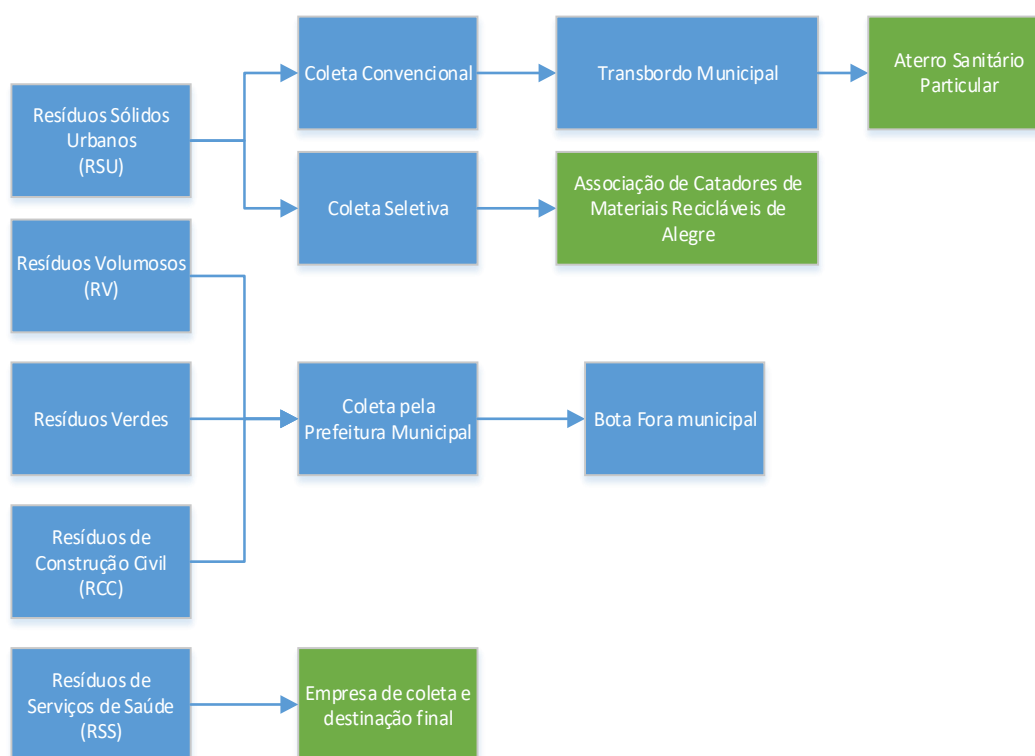 Coleta Convencional
Transbordo Municipal
Aterro Sanitário
Particular
Resíduos Sólidos
Urbanos
(RSU)
Coleta Seletiva
Associação de Catadores de
Materiais Recicláveis de
Alegre
Resíduos Volumosos
(RV)
Resíduos Verdes
Coleta pela
Prefeitura Municipal
Bota Fora municipal
Resíduos de
Construção Civil
(RCC)
Resíduos de
Serviços de Saúde
(RSS)
Empresa de coleta e
destinação final